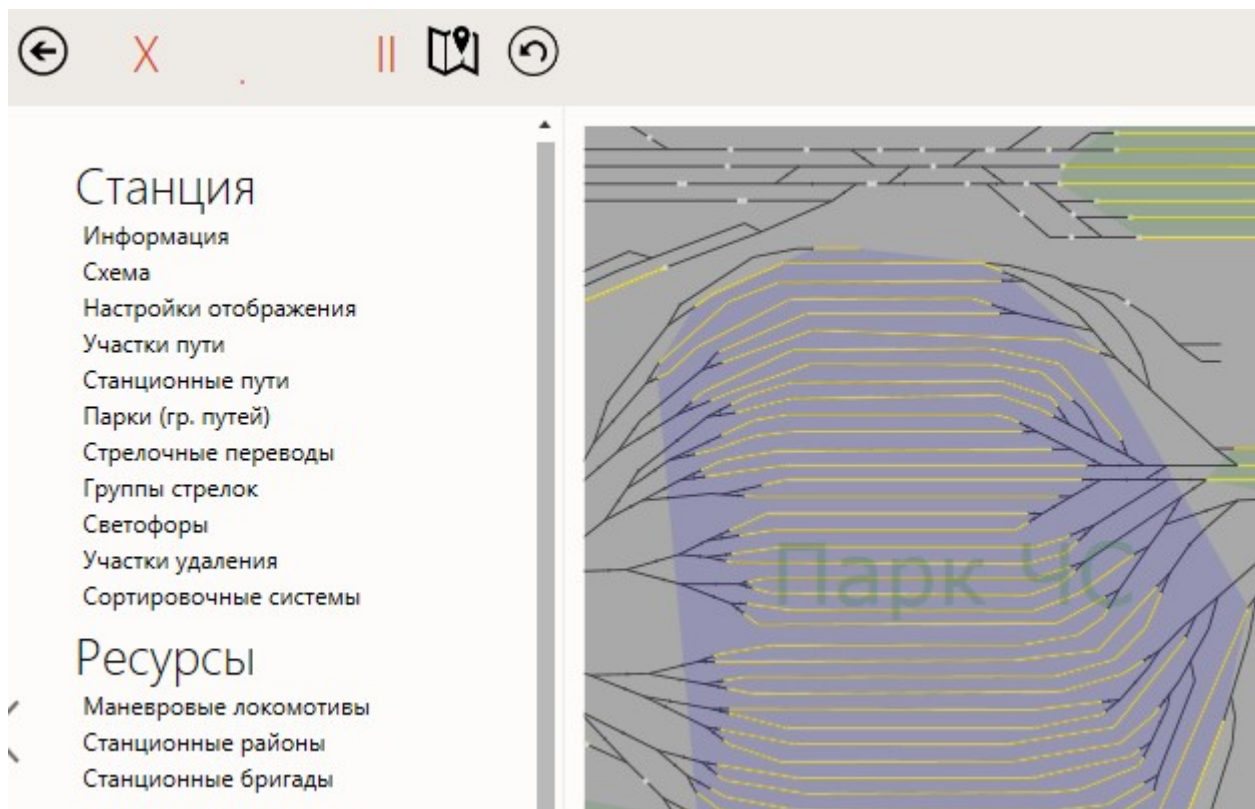 X . II
Станция
Информация
Схема
Настройки отображения
Участки пути
Станционные пути
Парки (гр. путей)
Стрелочные переводы
Группы стрелок
Светофоры
Участки удаления
Сортировочные системы
Ресурсы
Маневровые локомотивы
Станционные районы
Станционные бригады
Парк ЧС